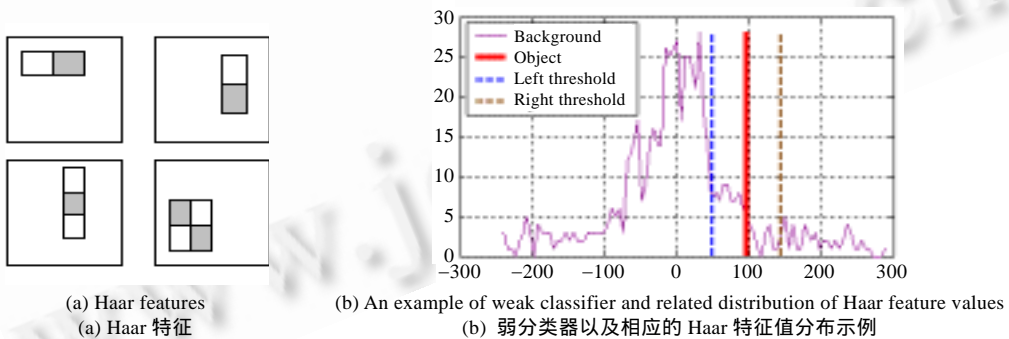 30
25
20
15
10
5
0
Background
Object
Left threshold
Right threshold
−300 −200 −100 0 100 200 300
(a) Haar features
(a) Haar 特征
(b) An example of weak classifier and related distribution of Haar feature values
(b) 弱分类器以及相应的 Haar 特征值分布示例